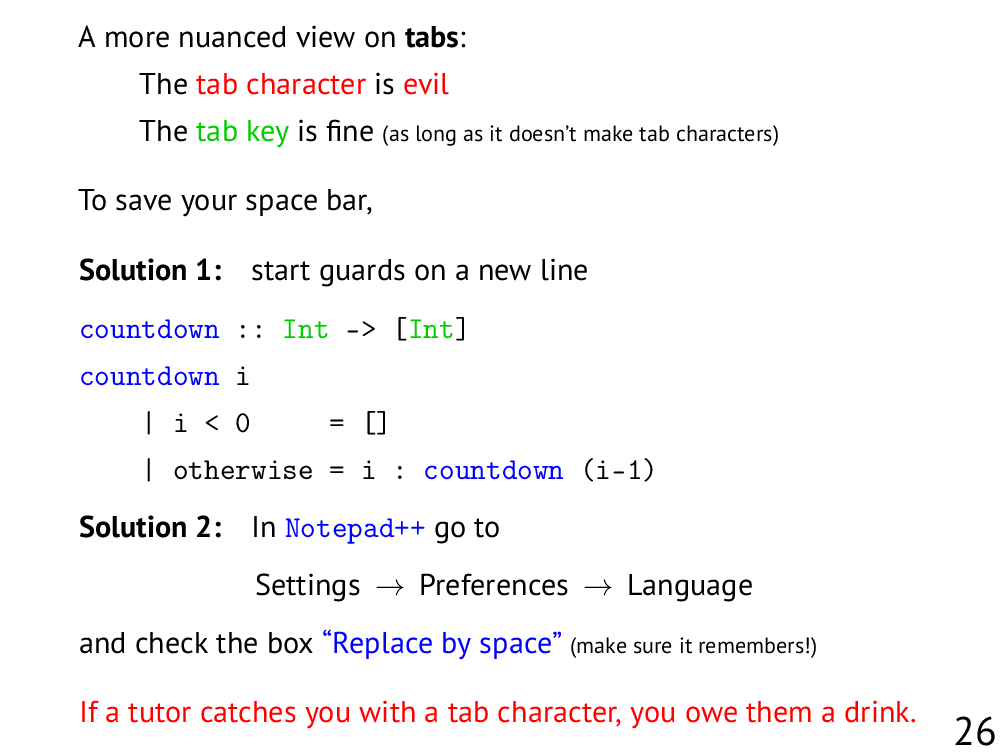 A more nuanced view on tabs:
The tab character is evil
The tab key is fine (as long as it doesn't make tab characters)
To save your space bar,
Solution 1: start guards on a new line
countdown :: Int -> [Int]
countdown i
    | i < 0     = []
    | otherwise = i : countdown (i-1)
Solution 2: In Notepad++ go to
Settings → Preferences → Language
and check the box “Replace by space” (make sure it remembers!)
If a tutor catches you with a tab character, you owe them a drink.
26